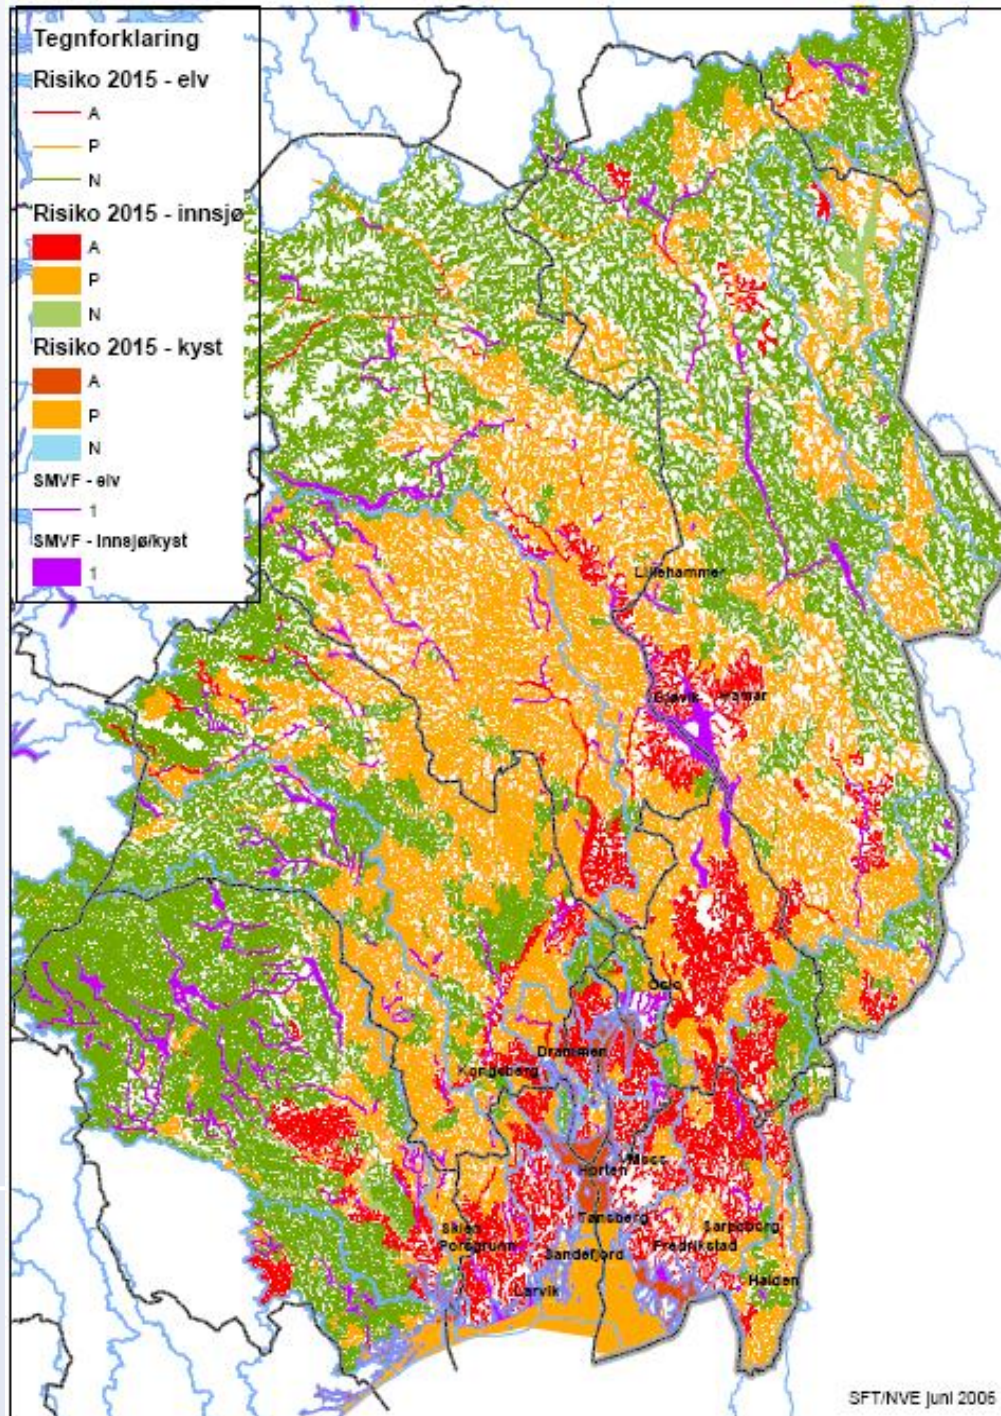 Tegnforklaring
Risiko 2015 - elv
A
P
N
Risiko 2015 - innsjø
A
P
N
Risiko 2015 - kyst
A
P
N
SMVF - elv
1
SMVF - Innsjø/kyst
1
Lillehammer
Gjøvik Hamar
Oslo
Drammen
Kongsberg
Moss
Horten
Tønsberg
Skien
Porsgrunn
Sarpsborg
Fredrikstad
Sandefjord
Halden
Larvik
SFT/NVE juni 2006